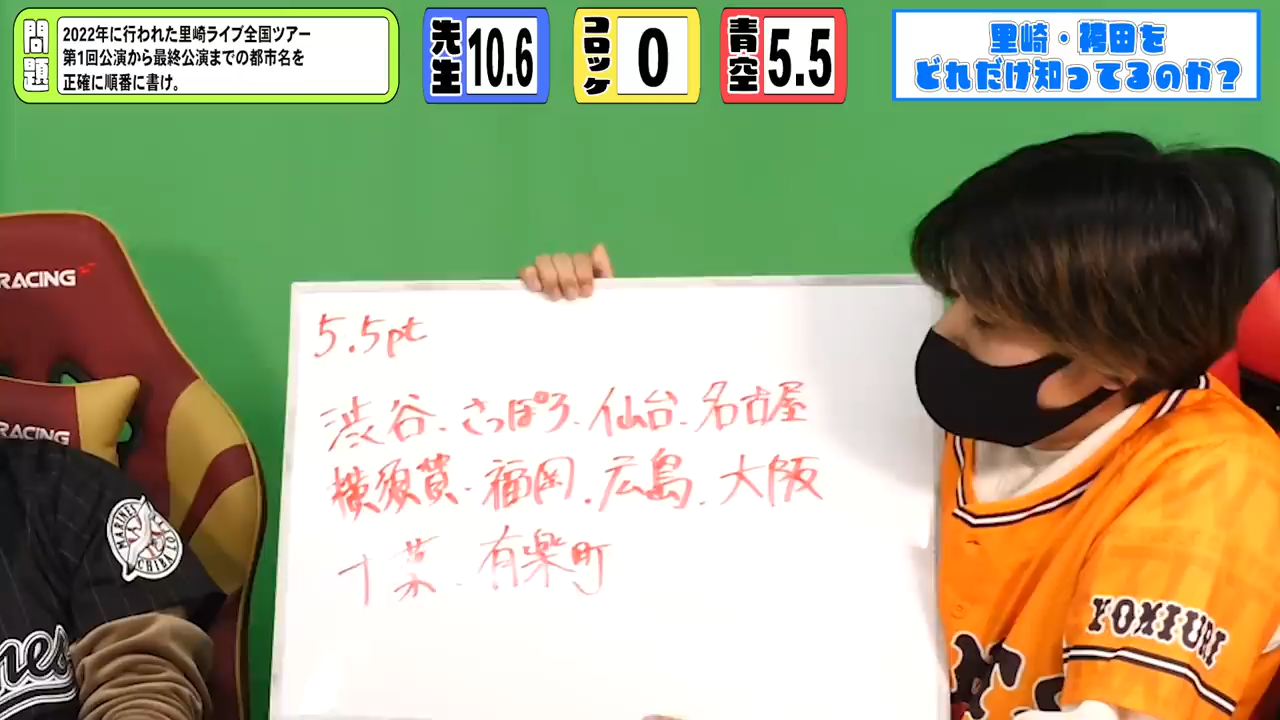 問題
2022年に行われた里崎ライブ全国ツアー
第1回公演から最終公演までの都市名を
正確に順番に書け。
先生 10.6
コロッケ 0
青空 5.5
里崎・袴田を
どれだけ知ってるのか?
RACING
RACING
MARINES
CHIBA LO
nes
5.5pt
渋谷、さっぽろ、仙台、名古屋
横須賀、福岡、広島、大阪
千葉、有楽町
YOMIURI